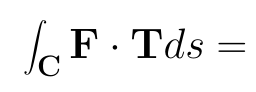 ∫_C F · T ds =